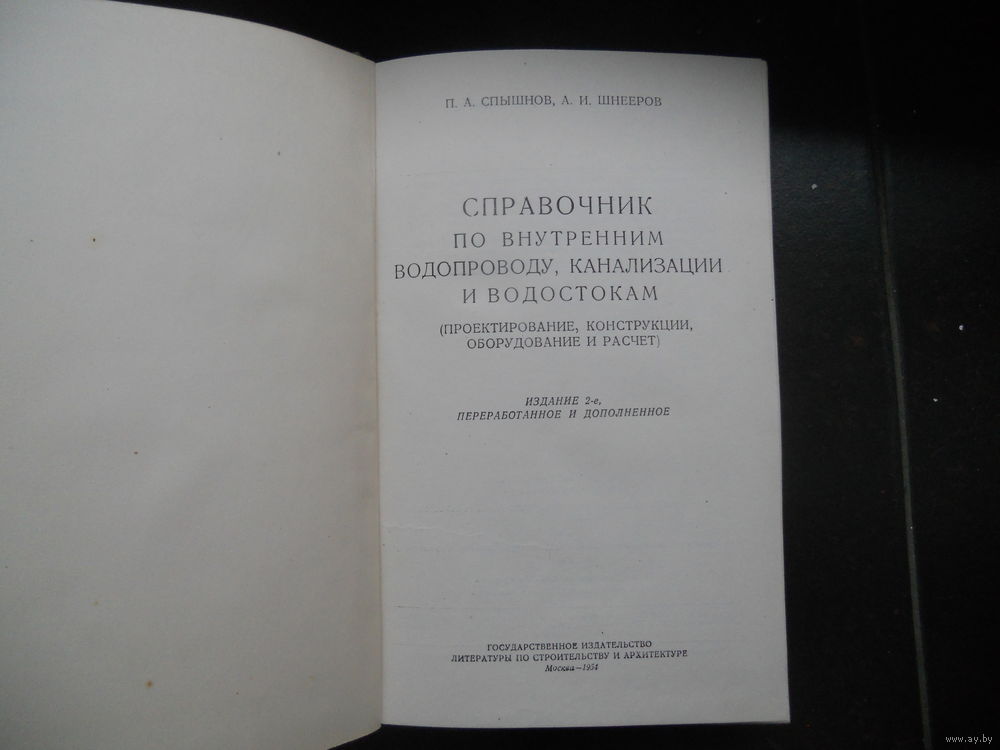 П. А. СПЫШНОВ, А. И. ШНЕЕРОВ
СПРАВОЧНИК
ПО ВНУТРЕННИМ
ВОДОПРОВОДУ, КАНАЛИЗАЦИИ
И ВОДОСТОКАМ
(ПРОЕКТИРОВАНИЕ, КОНСТРУКЦИИ,
ОБОРУДОВАНИЕ И РАСЧЕТ)
ИЗДАНИЕ 2-е,
ПЕРЕРАБОТАННОЕ И ДОПОЛНЕННОЕ
ГОСУДАРСТВЕННОЕ ИЗДАТЕЛЬСТВО
ЛИТЕРАТУРЫ ПО СТРОИТЕЛЬСТВУ И АРХИТЕКТУРЕ
Москва—1954
www.ay.by